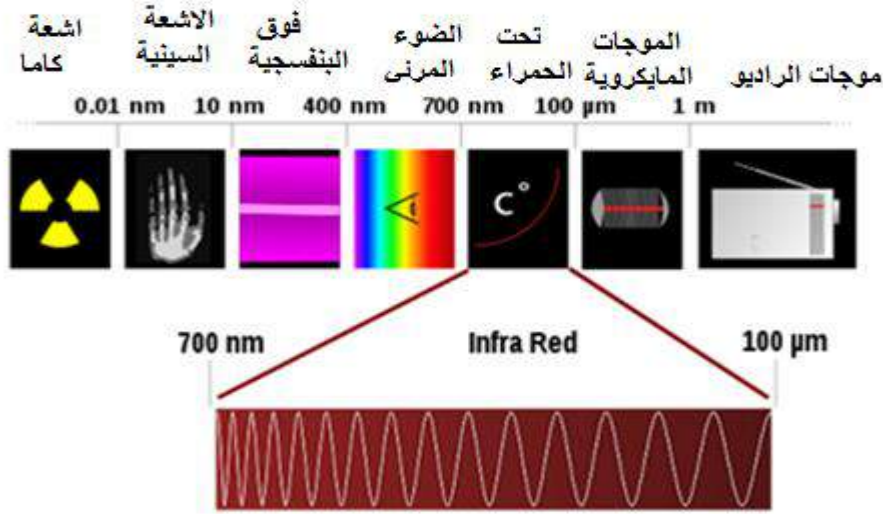 اشعة
كاما
الاشعة
السينية
فوق
البنفسجية
الضوء
المرئى
تحت
الحمراء
الموجات
المايكروية
موجات الراديو
0.01 nm 10 nm 400 nm 700 nm 100 µm 1 m
C°
700 nm Infra Red 100 µm